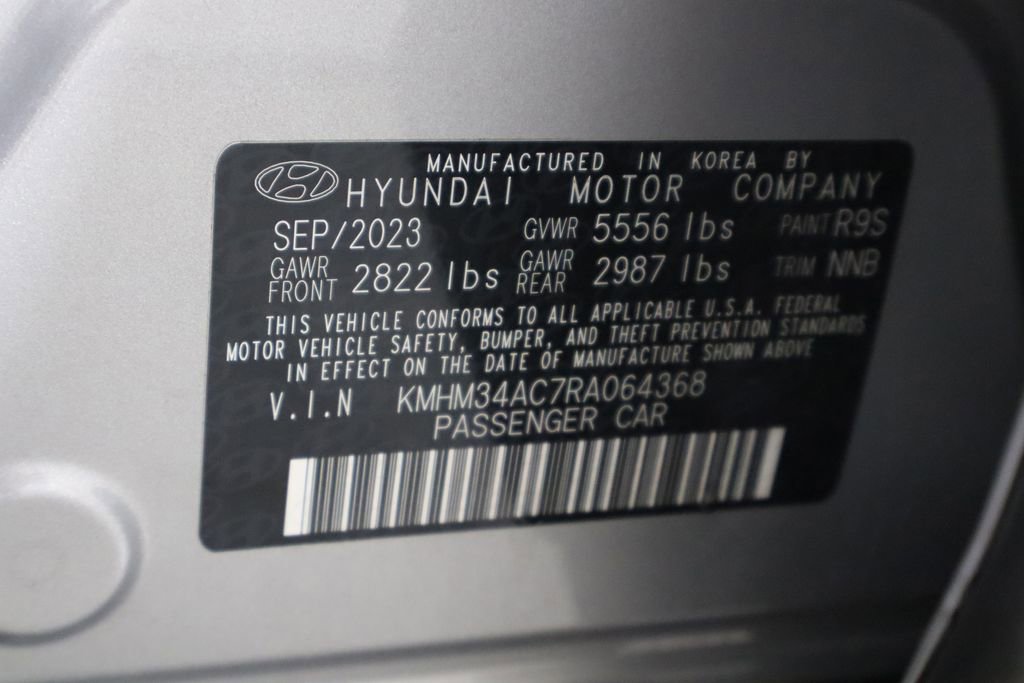 MANUFACTURED IN KOREA BY
HYUNDAI MOTOR COMPANY
SEP/2023 GVWR 5556 lbs PAINT R9S
GAWR FRONT 2822 lbs GAWR REAR 2987 lbs TRIM NNB
THIS VEHICLE CONFORMS TO ALL APPLICABLE U.S.A. FEDERAL
MOTOR VEHICLE SAFETY, BUMPER, AND THEFT PREVENTION STANDARDS
IN EFFECT ON THE DATE OF MANUFACTURE SHOWN ABOVE
V.I.N KMHM34AC7RA064368
PASSENGER CAR